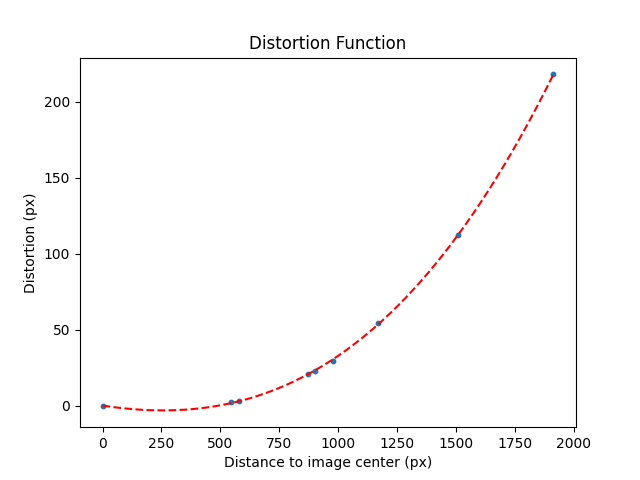 Distortion Function
200
150
100
50
0
Distortion (px)
0 250 500 750 1000 1250 1500 1750 2000
Distance to image center (px)